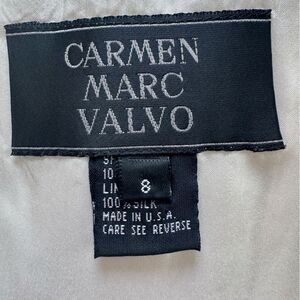 CARMEN
MARC
VALVO
8
100% SILK
MADE IN U.S.A.
CARE SEE REVERSE